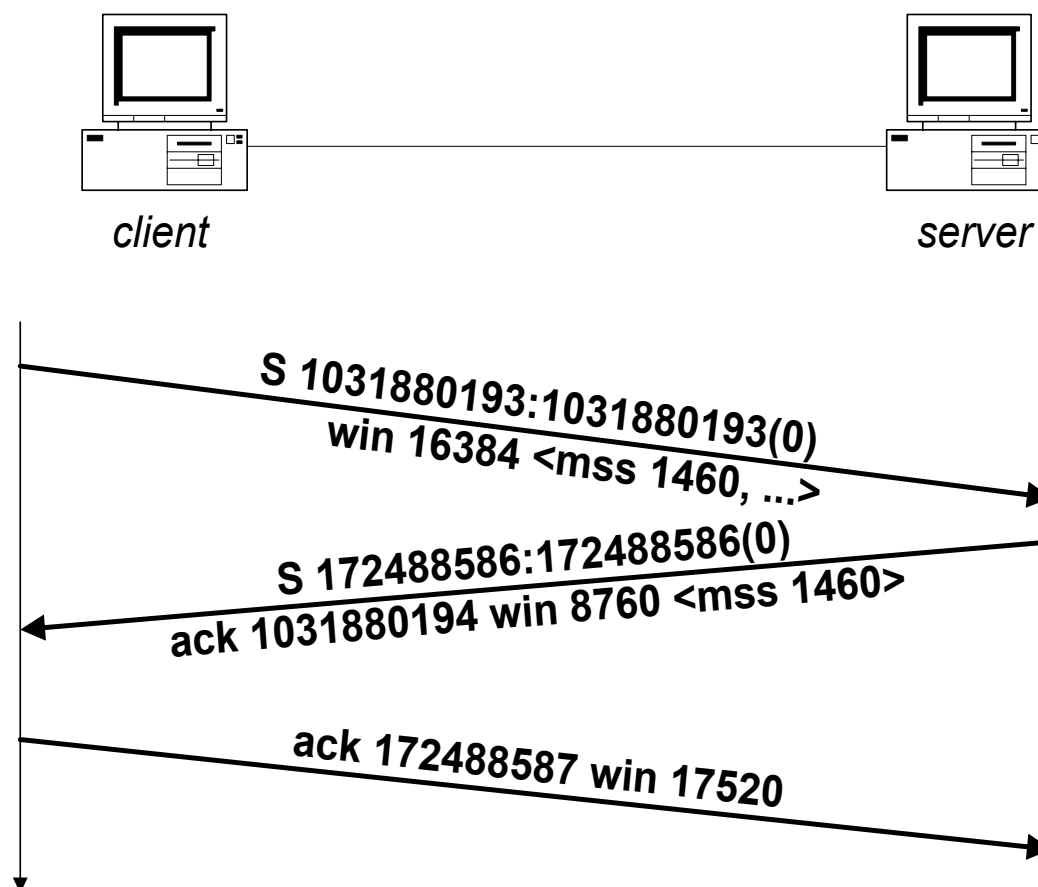 client
server
S 1031880193:1031880193(0)
win 16384 <mss 1460, ...>
S 172488586:172488586(0)
ack 1031880194 win 8760 <mss 1460>
ack 172488587 win 17520